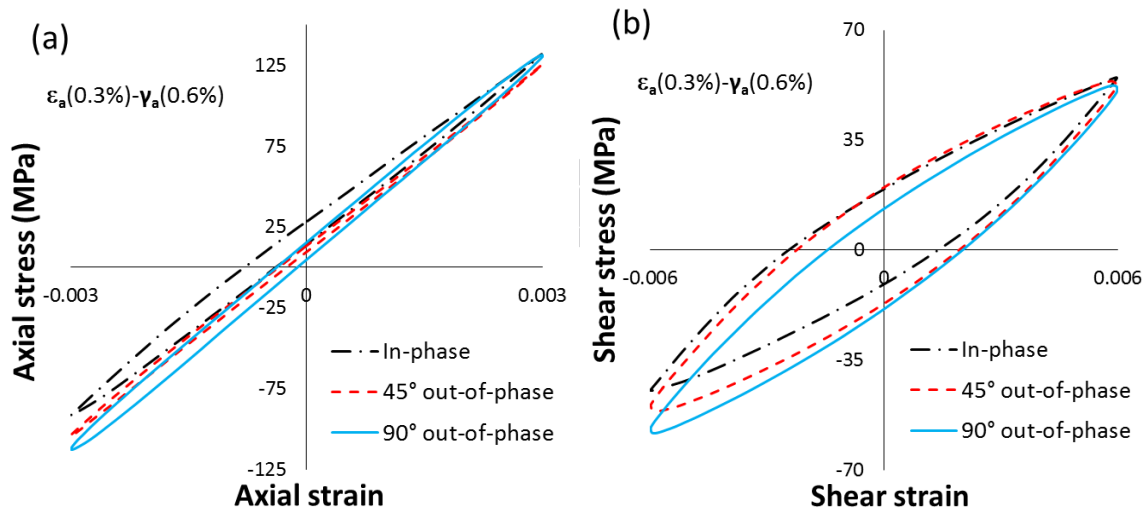 (a)
εa(0.3%)-γa(0.6%)
Axial stress (MPa)
125
75
25
-25
-75
-125
-0.003
0
0.003
In-phase
45° out-of-phase
90° out-of-phase
Axial strain
(b)
εa(0.3%)-γa(0.6%)
Shear stress (MPa)
70
35
0
-35
-70
-0.006
0
0.006
In-phase
45° out-of-phase
90° out-of-phase
Shear strain